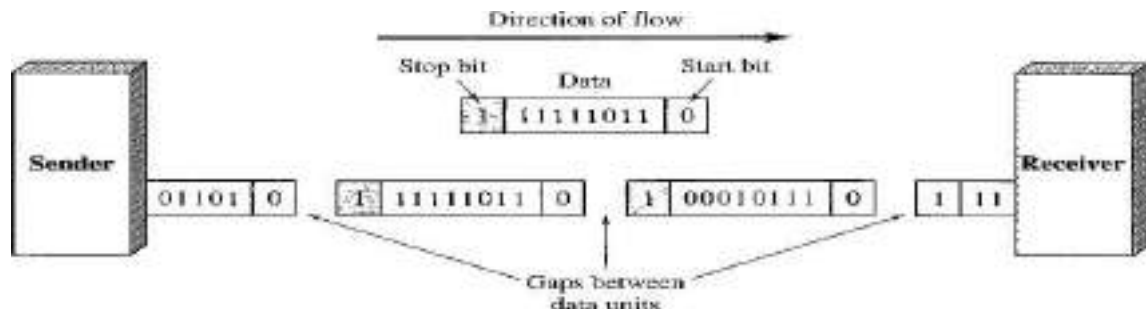 Direction of flow
Stop bit
Data
Start bit
1 11111011 0
Sender
Receiver
01101 0
1 11111011 0
1 00010111 0
1 11
Gaps between
data units